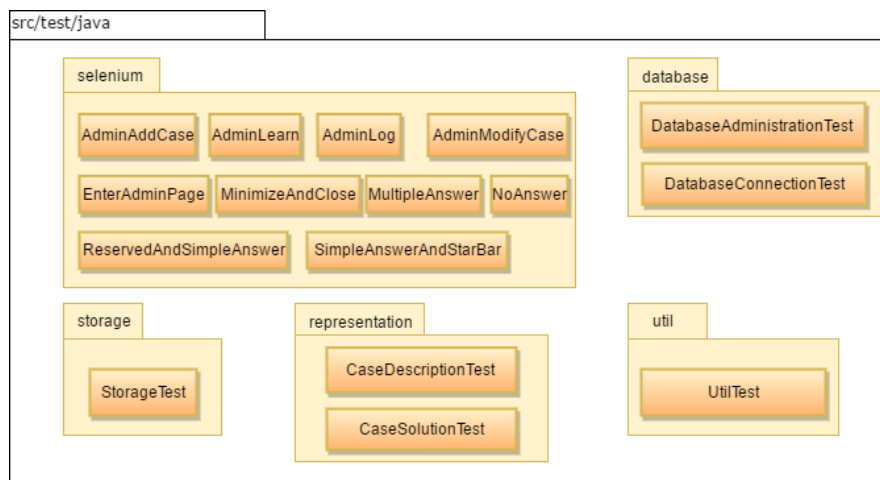 src/test/java
selenium
AdminAddCase
AdminLearn
AdminLog
AdminModifyCase
EnterAdminPage
MinimizeAndClose
MultipleAnswer
NoAnswer
ReservedAndSimpleAnswer
SimpleAnswerAndStarBar
database
DatabaseAdministrationTest
DatabaseConnectionTest
storage
StorageTest
representation
CaseDescriptionTest
CaseSolutionTest
util
UtilTest